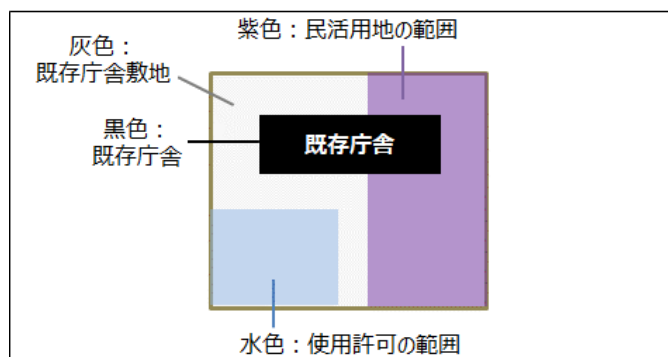 紫色：民活用地の範囲
灰色：
既存庁舎敷地
黒色：
既存庁舎
既存庁舎
水色：使用許可の範囲